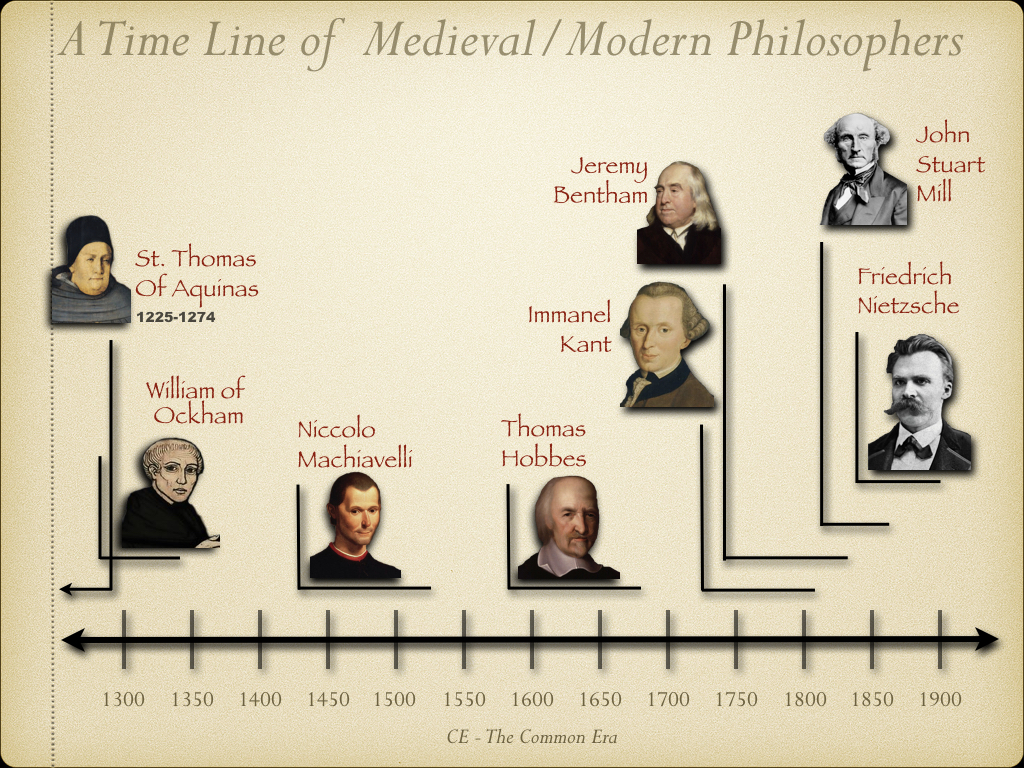 A Time Line of Medieval / Modern Philosophers
John
Stuart
Mill
Jeremy
Bentham
St. Thomas
Of Aquinas
1225-1274
Friedrich
Nietzsche
Immanel
Kant
William of
Ockham
Niccolo
Machiavelli
Thomas
Hobbes
1300 1350 1400 1450 1500 1550 1600 1650 1700 1750 1800 1850 1900
CE - The Common Era